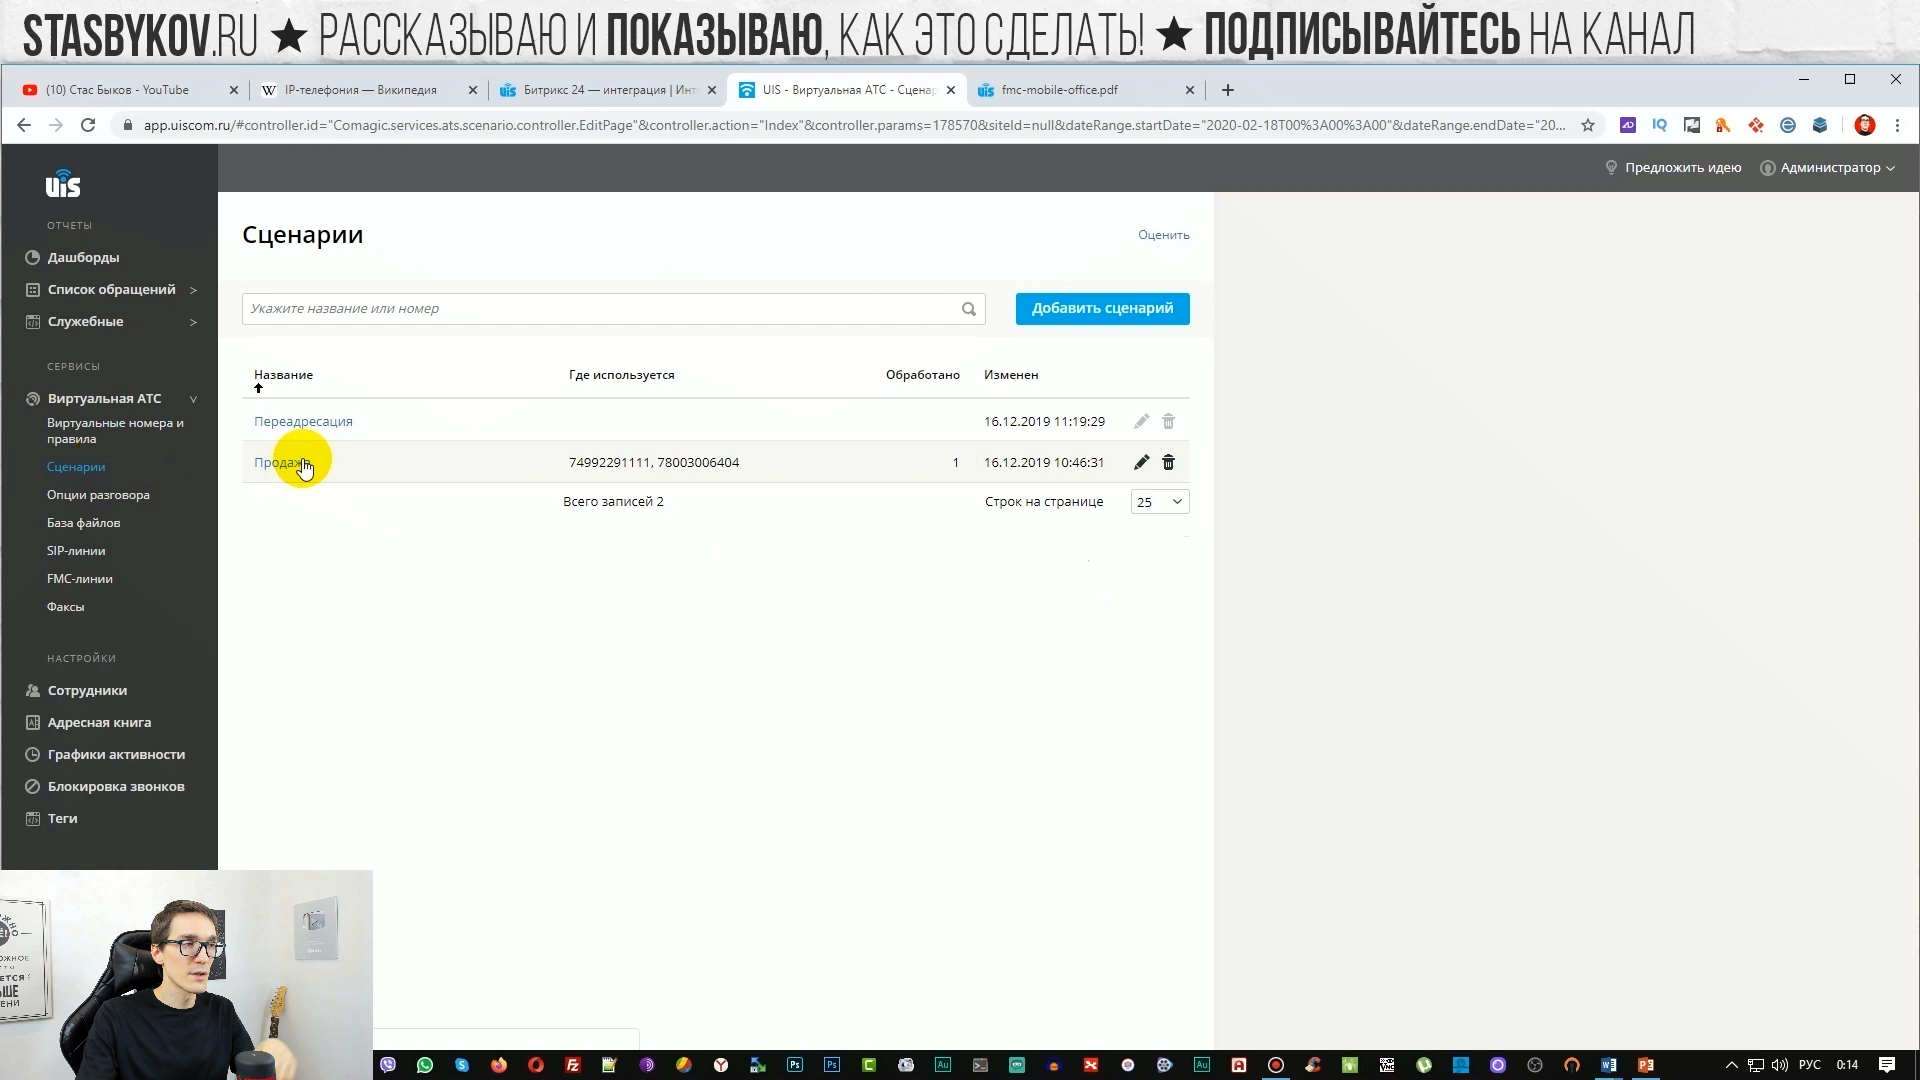 STASBYKOV.RU ★ РАССКАЗЫВАЮ И ПОКАЗЫВАЮ, КАК ЭТО СДЕЛАТЬ! ★ ПОДПИСЫВАЙТЕСЬ НА КАНАЛ
(10) Стас Быков - YouTube
IP-телефония — Википедия
Битрикс 24 — интеграция | Инт
UIS - Виртуальная АТС - Сценар
fmc-mobile-office.pdf
app.uiscom.ru/#controller.id="Comagic.services.ats.scenario.controller.EditPage"&controller.action="Index"&controller.params=178570&siteId=null&dateRange.startDate="2020-02-18T00%3A00%3A00"&dateRange.endDate="20...
Предложить идею
Администратор
uis
ОТЧЕТЫ
Дашборды
Список обращений >
Служебные >
СЕРВИСЫ
Виртуальная АТС
Виртуальные номера и
правила
Сценарии
Опции разговора
База файлов
SIP-линии
FMC-линии
Факсы
НАСТРОЙКИ
Сотрудники
Адресная книга
Графики активности
Блокировка звонков
Теги
Сценарии
Оценить
Укажите название или номер
Добавить сценарий
Название Где используется Обработано Изменен
Переадресация 16.12.2019 11:19:29
Продажи 74992291111, 78003006404 1 16.12.2019 10:46:31
Всего записей 2
Строк на странице 25
РУС 0:14